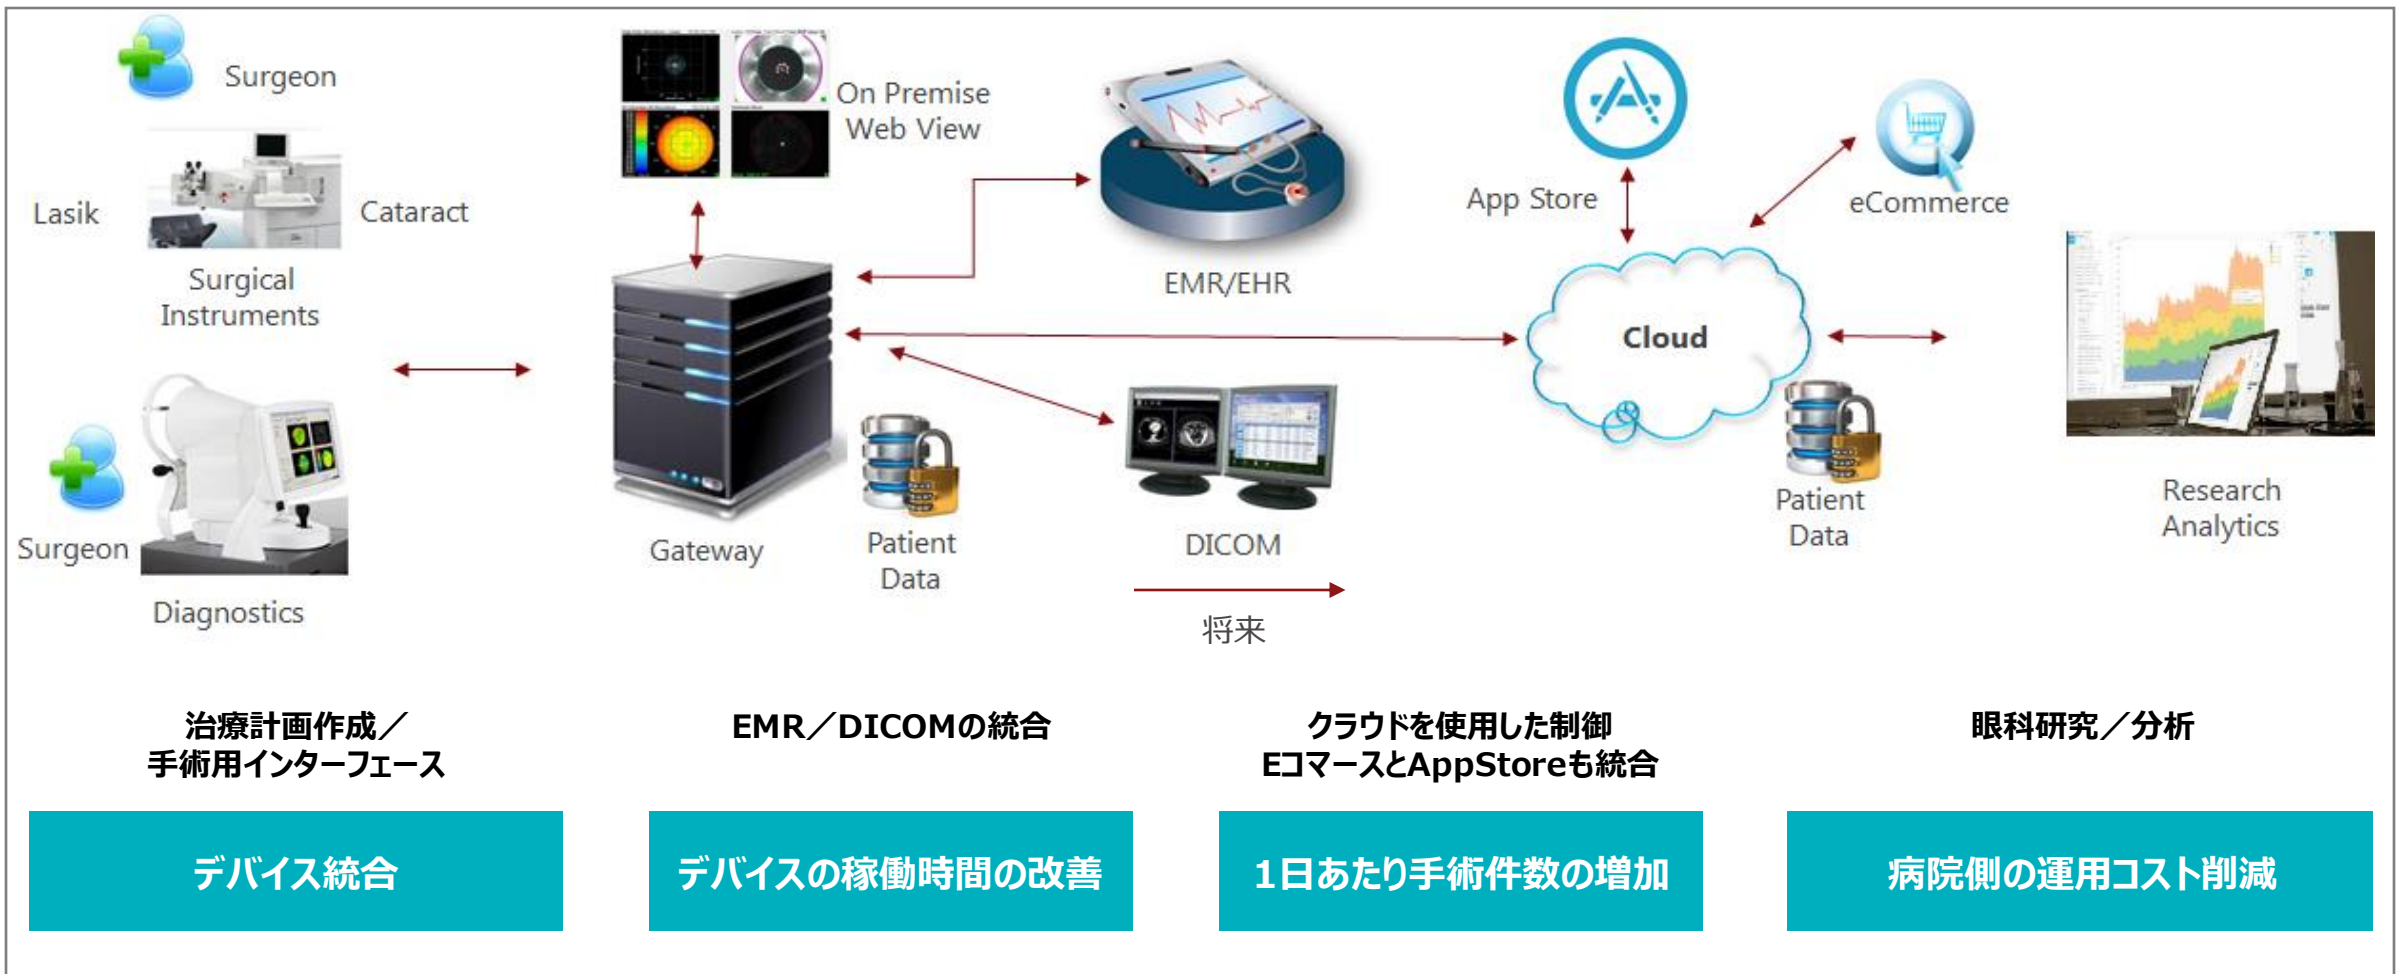 Surgeon
Lasik
Cataract
Surgical
Instruments
Surgeon
Diagnostics
On Premise
Web View
Gateway
Patient
Data
EMR/EHR
DICOM
将来
App Store
eCommerce
Cloud
Patient
Data
Research
Analytics
治療計画作成／
手術用インターフェース
EMR／DICOMの統合
クラウドを使用した制御
EコマースとAppStoreも統合
眼科研究／分析
デバイス統合
デバイスの稼働時間の改善
1日あたり手術件数の増加
病院側の運用コスト削減